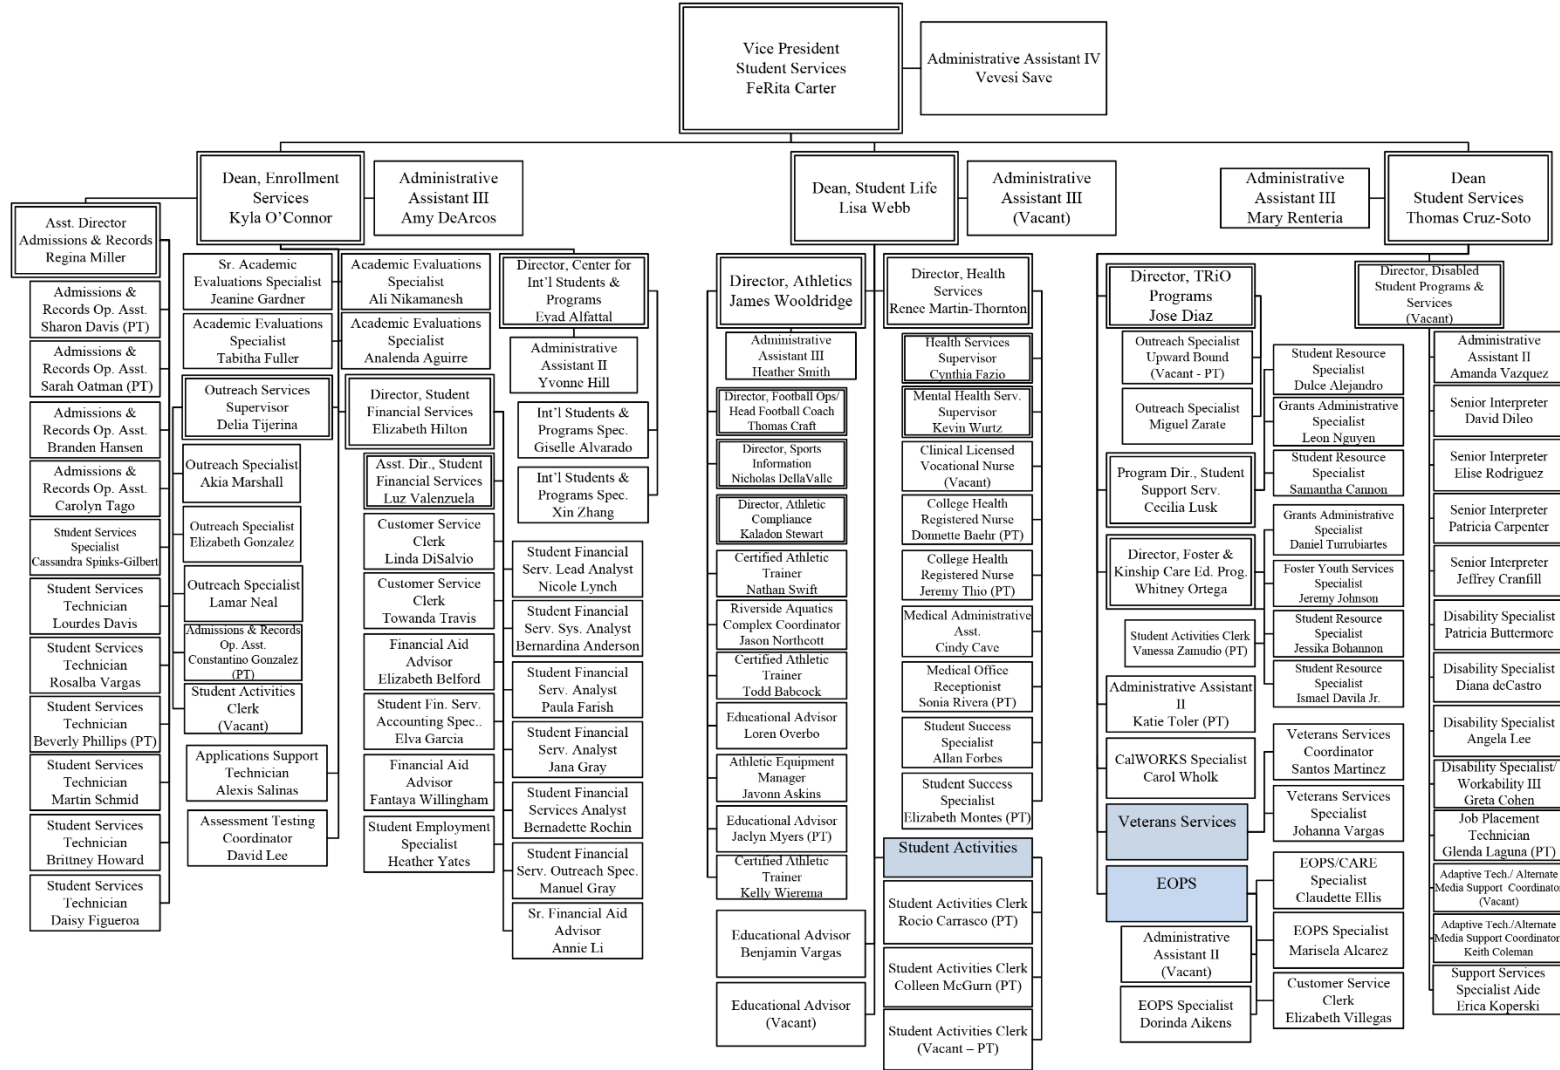 Vice President
Student Services
FeRita Carter
Administrative Assistant IV
Vevesi Save
Dean, Enrollment
Services
Kyla O’Connor
Administrative
Assistant III
Amy DeArcos
Asst. Director
Admissions & Records
Regina Miller
Admissions &
Records Op. Asst.
Sharon Davis (PT)
Admissions &
Records Op. Asst.
Sarah Oatman (PT)
Admissions &
Records Op. Asst.
Branden Hansen
Admissions &
Records Op. Asst.
Carolyn Tago
Student Services
Specialist
Cassandra Spinks-Gilbert
Student Services
Technician
Lourdes Davis
Student Services
Technician
Rosalba Vargas
Student Services
Technician
Beverly Phillips (PT)
Student Services
Technician
Martin Schmid
Student Services
Technician
Brittney Howard
Student Services
Technician
Daisy Figueroa
Sr. Academic
Evaluations Specialist
Jeanine Gardner
Academic Evaluations
Specialist
Tabitha Fuller
Outreach Services
Supervisor
Delia Tijerina
Outreach Specialist
Akia Marshall
Outreach Specialist
Elizabeth Gonzalez
Outreach Specialist
Lamar Neal
Admissions & Records
Op. Asst.
Constantino Gonzalez
(PT)
Student Activities
Clerk
(Vacant)
Applications Support
Technician
Alexis Salinas
Assessment Testing
Coordinator
David Lee
Academic Evaluations
Specialist
Ali Nikamanesh
Academic Evaluations
Specialist
Analenda Aguirre
Director, Student
Financial Services
Elizabeth Hilton
Asst. Dir., Student
Financial Services
Luz Valenzuela
Customer Service
Clerk
Linda DiSalvio
Customer Service
Clerk
Towanda Travis
Financial Aid
Advisor
Elizabeth Belford
Student Fin. Serv.
Accounting Spec..
Elva Garcia
Financial Aid
Advisor
Fantaya Willingham
Student Employment
Specialist
Heather Yates
Director, Center for
Int’l Students &
Programs
Eyad Alfattal
Administrative
Assistant II
Yvonne Hill
Int’l Students &
Programs Spec.
Giselle Alvarado
Int’l Students &
Programs Spec.
Xin Zhang
Student Financial
Serv. Lead Analyst
Nicole Lynch
Student Financial
Serv. Sys. Analyst
Bernardina Anderson
Student Financial
Serv. Analyst
Paula Farish
Student Financial
Serv. Analyst
Jana Gray
Student Financial
Services Analyst
Bernadette Rochin
Student Financial
Serv. Outreach Spec.
Manuel Gray
Sr. Financial Aid
Advisor
Annie Li
Dean, Student Life
Lisa Webb
Administrative
Assistant III
(Vacant)
Director, Athletics
James Wooldridge
Administrative
Assistant III
Heather Smith
Director, Football Ops/
Head Football Coach
Thomas Craft
Director, Sports
Information
Nicholas DellaValle
Director, Athletic
Compliance
Kaladon Stewart
Certified Athletic
Trainer
Nathan Swift
Riverside Aquatics
Complex Coordinator
Jason Northcott
Certified Athletic
Trainer
Todd Babcock
Educational Advisor
Loren Overbo
Athletic Equipment
Manager
Javonn Askins
Educational Advisor
Jaclyn Myers (PT)
Certified Athletic
Trainer
Kelly Wierema
Educational Advisor
Benjamin Vargas
Educational Advisor
(Vacant)
Director, Health
Services
Renee Martin-Thornton
Health Services
Supervisor
Cynthia Fazio
Mental Health Serv.
Supervisor
Kevin Wurtz
Clinical Licensed
Vocational Nurse
(Vacant)
College Health
Registered Nurse
Donnette Baehr (PT)
College Health
Registered Nurse
Jeremy Thio (PT)
Medical Administrative
Asst.
Cindy Cave
Medical Office
Receptionist
Sonia Rivera (PT)
Student Success
Specialist
Allan Forbes
Student Success
Specialist
Elizabeth Montes (PT)
Student Activities
Student Activities Clerk
Rocio Carrasco (PT)
Student Activities Clerk
Colleen McGurn (PT)
Student Activities Clerk
(Vacant – PT)
Administrative
Assistant III
Mary Renteria
Dean
Student Services
Thomas Cruz-Soto
Director, TRiO
Programs
Jose Diaz
Outreach Specialist
Upward Bound
(Vacant - PT)
Outreach Specialist
Miguel Zarate
Program Dir., Student
Support Serv.
Cecilia Lusk
Director, Foster &
Kinship Care Ed. Prog.
Whitney Ortega
Student Activities Clerk
Vanessa Zamudio (PT)
Administrative Assistant
II
Katie Toler (PT)
CalWORKS Specialist
Carol Wholk
Veterans Services
EOPS
Administrative
Assistant II
(Vacant)
EOPS Specialist
Dorinda Aikens
Student Resource
Specialist
Dulce Alejandro
Grants Administrative
Specialist
Leon Nguyen
Student Resource
Specialist
Samantha Cannon
Grants Administrative
Specialist
Daniel Turrubiartes
Foster Youth Services
Specialist
Jeremy Johnson
Student Resource
Specialist
Jessika Bohannon
Student Resource
Specialist
Ismael Davila Jr.
Veterans Services
Coordinator
Santos Martinez
Veterans Services
Specialist
Johanna Vargas
EOPS/CARE
Specialist
Claudette Ellis
EOPS Specialist
Marisela Alcarez
Customer Service
Clerk
Elizabeth Villegas
Director, Disabled
Student Programs &
Services
(Vacant)
Administrative
Assistant II
Amanda Vazquez
Senior Interpreter
David Dileo
Senior Interpreter
Elise Rodriguez
Senior Interpreter
Patricia Carpenter
Senior Interpreter
Jeffrey Cranfill
Disability Specialist
Patricia Buttermore
Disability Specialist
Diana deCastro
Disability Specialist
Angela Lee
Disability Specialist/
Workability III
Greta Cohen
Job Placement
Technician
Glenda Laguna (PT)
Adaptive Tech./ Alternate
Media Support Coordinator
(Vacant)
Adaptive Tech./Alternate
Media Support Coordinator
Keith Coleman
Support Services
Specialist Aide
Erica Koperski